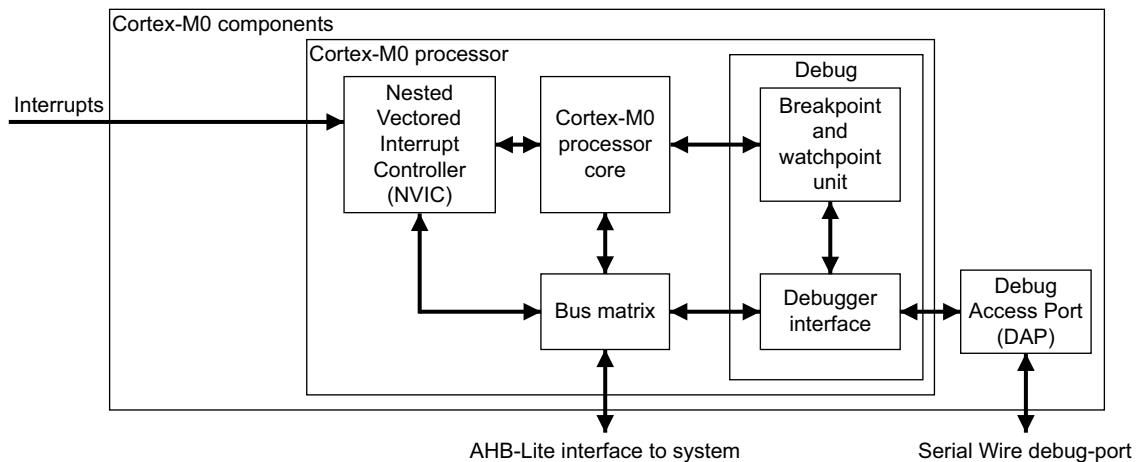 Cortex-M0 components
Cortex-M0 processor
Interrupts
Nested
Vectored
Interrupt
Controller
(NVIC)
Cortex-M0
processor
core
Debug
Breakpoint
and
watchpoint
unit
Bus matrix
Debugger
interface
Debug
Access Port
(DAP)
AHB-Lite interface to system
Serial Wire debug-port